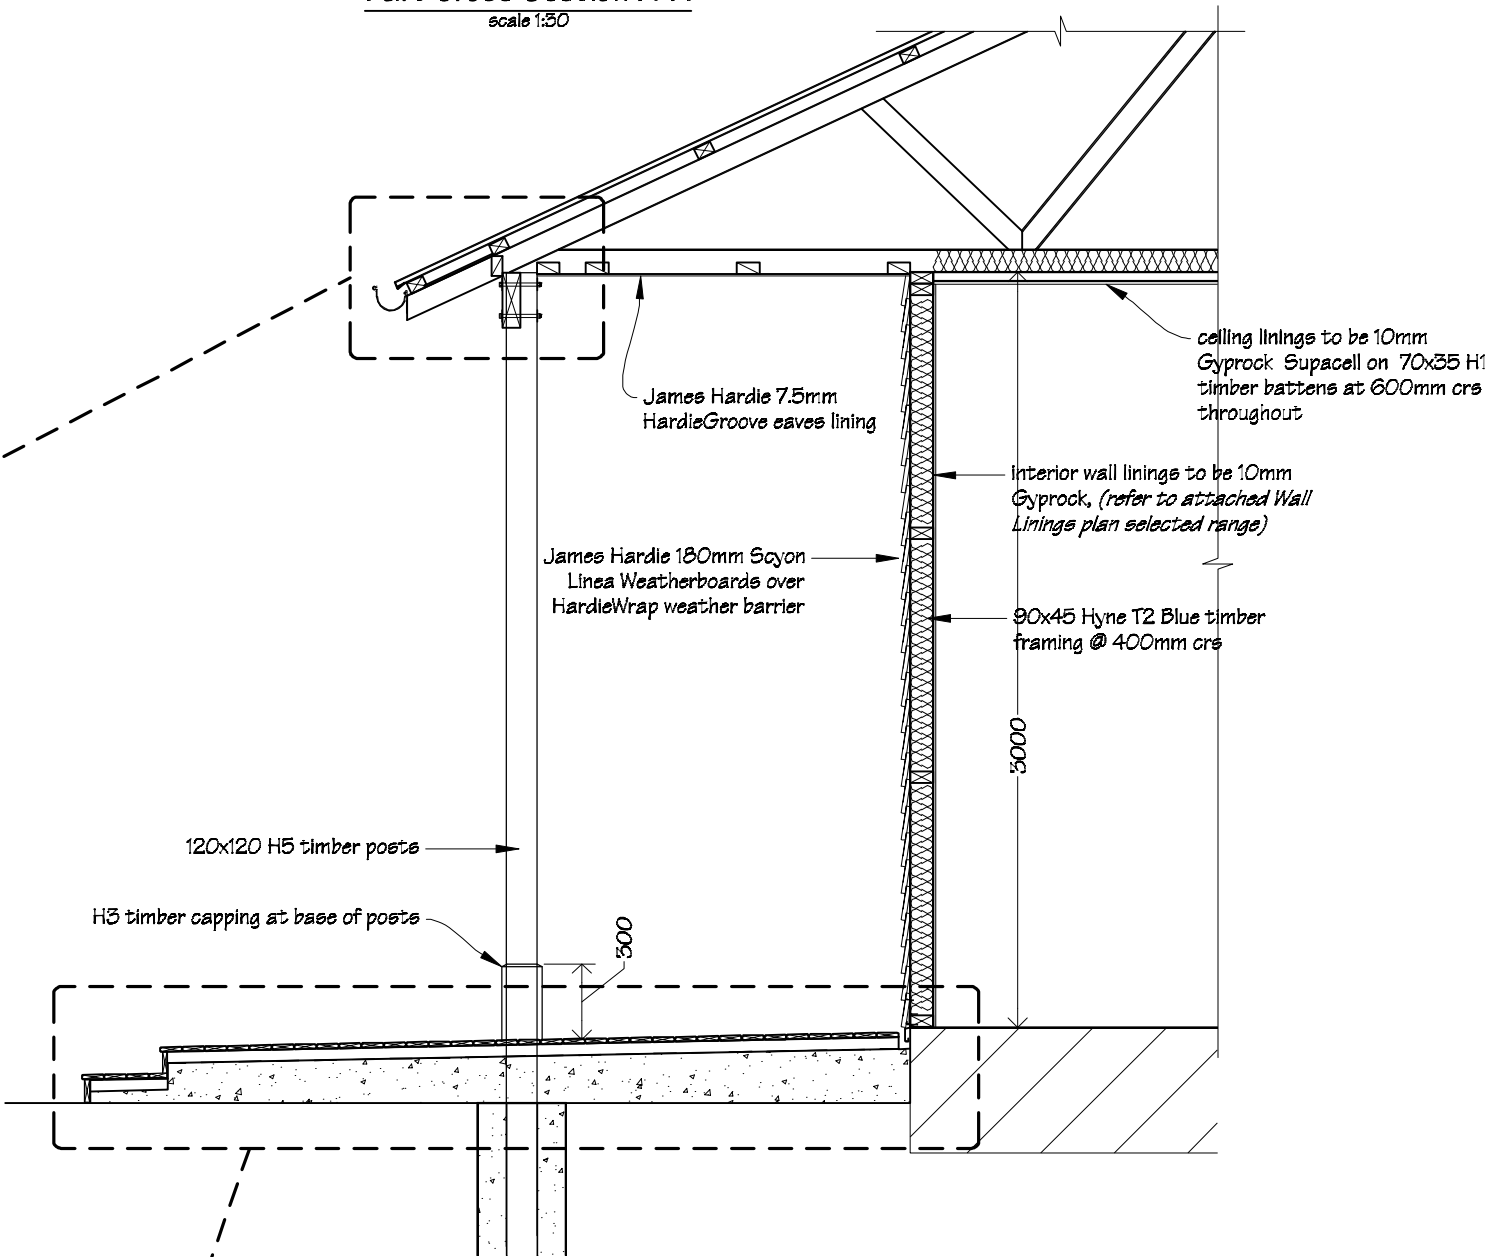 scale 1:30
ceiling linings to be 10mm
Gyprock Supaceil on 70x35 H1
timber battens at 600mm crs
throughout
James Hardie 7.5mm
HardieGroove eaves lining
interior wall linings to be 10mm
Gyprock, (refer to attached Wall
Linings plan selected range)
James Hardie 180mm Scyon
Linea Weatherboards over
HardieWrap weather barrier
90x45 Hyne T2 Blue timber
framing @ 400mm crs
3000
120x120 H5 timber posts
H3 timber capping at base of posts
300